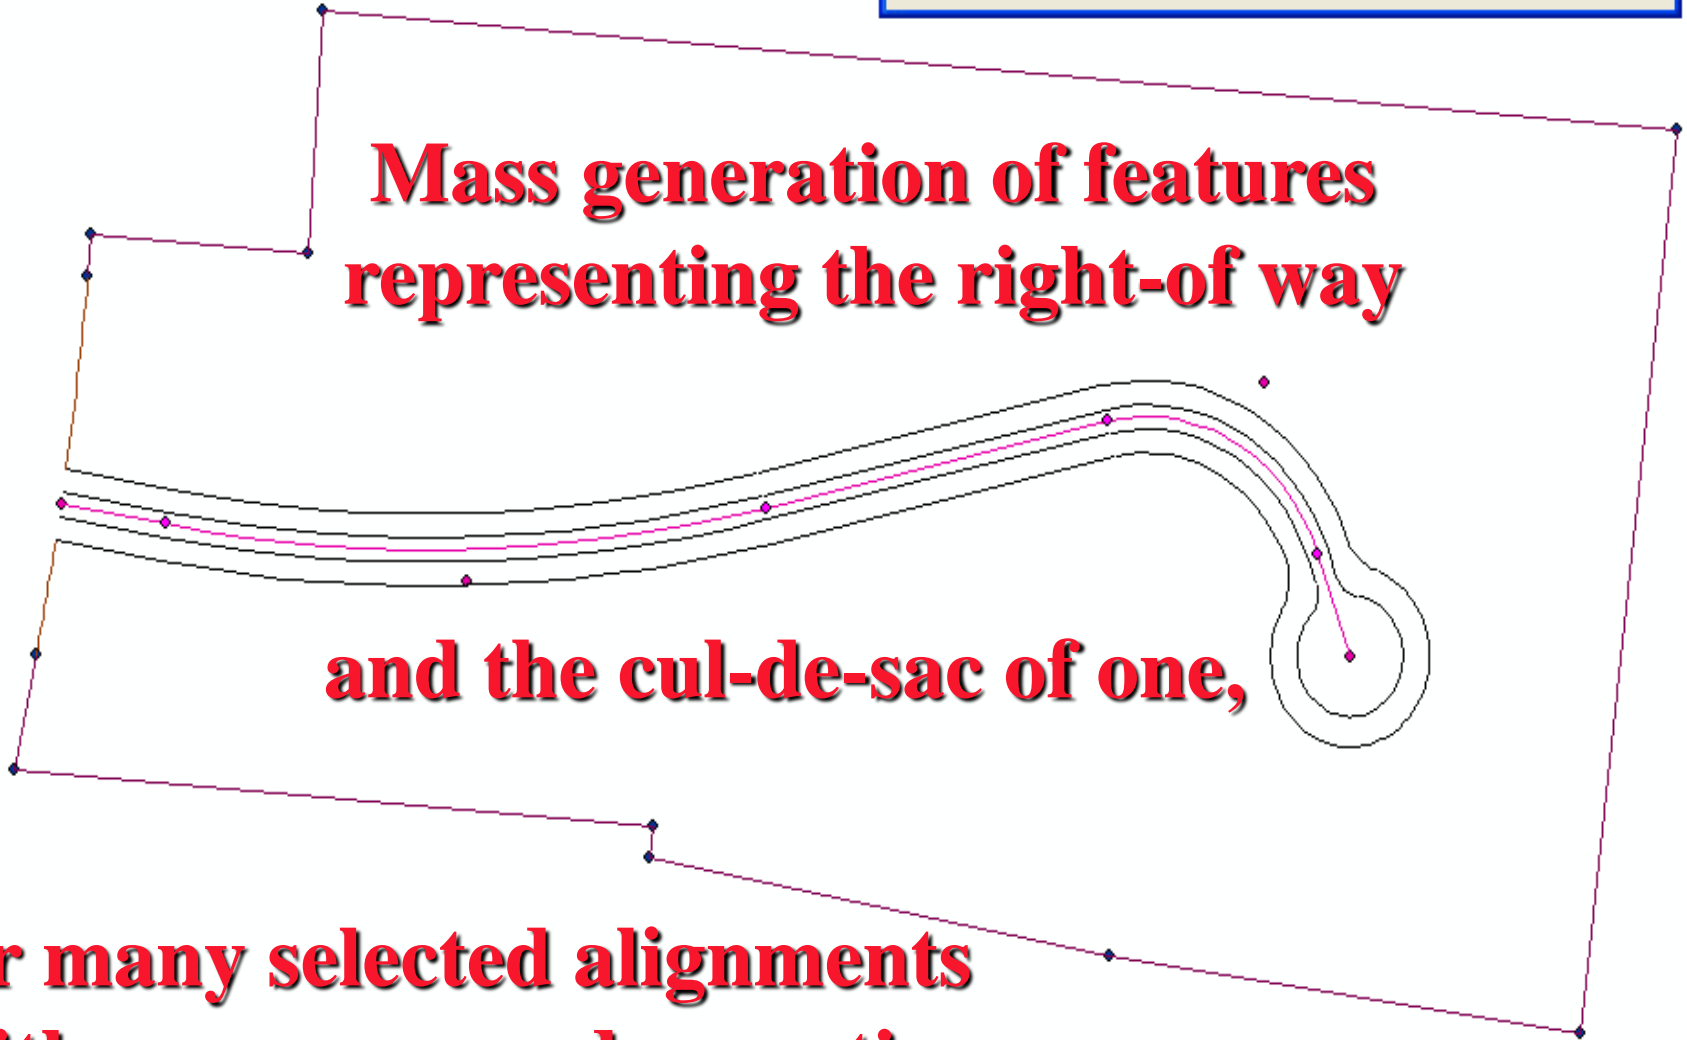 Mass generation of features
representing the right-of way
and the cul-de-sac of one,
many selected alignments